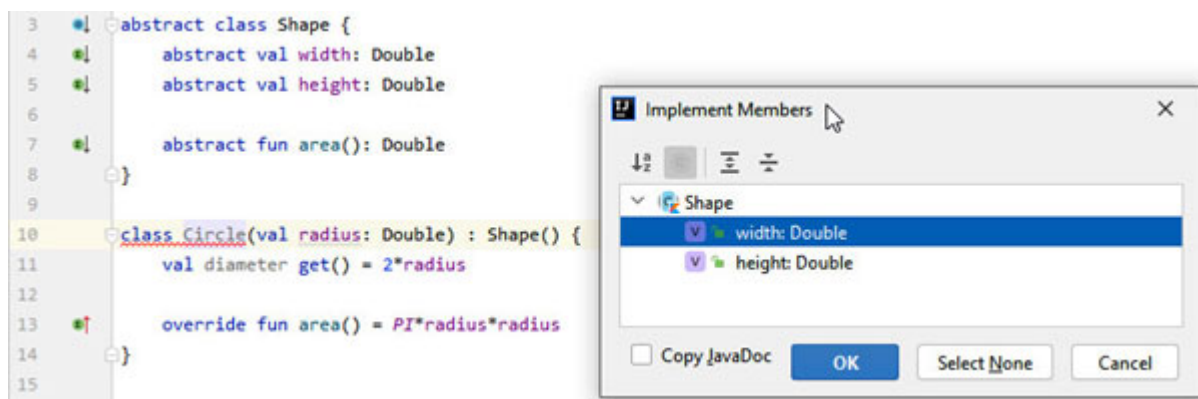 3 abstract class Shape {
4 abstract val width: Double
5 abstract val height: Double
6
7 abstract fun area(): Double
8 }
9
10 class Circle(val radius: Double) : Shape() {
11 val diameter get() = 2*radius
12
13 override fun area() = PI*radius*radius
14 }
15
Implement Members
Shape
V width: Double
V height: Double
Copy JavaDoc OK Select None Cancel